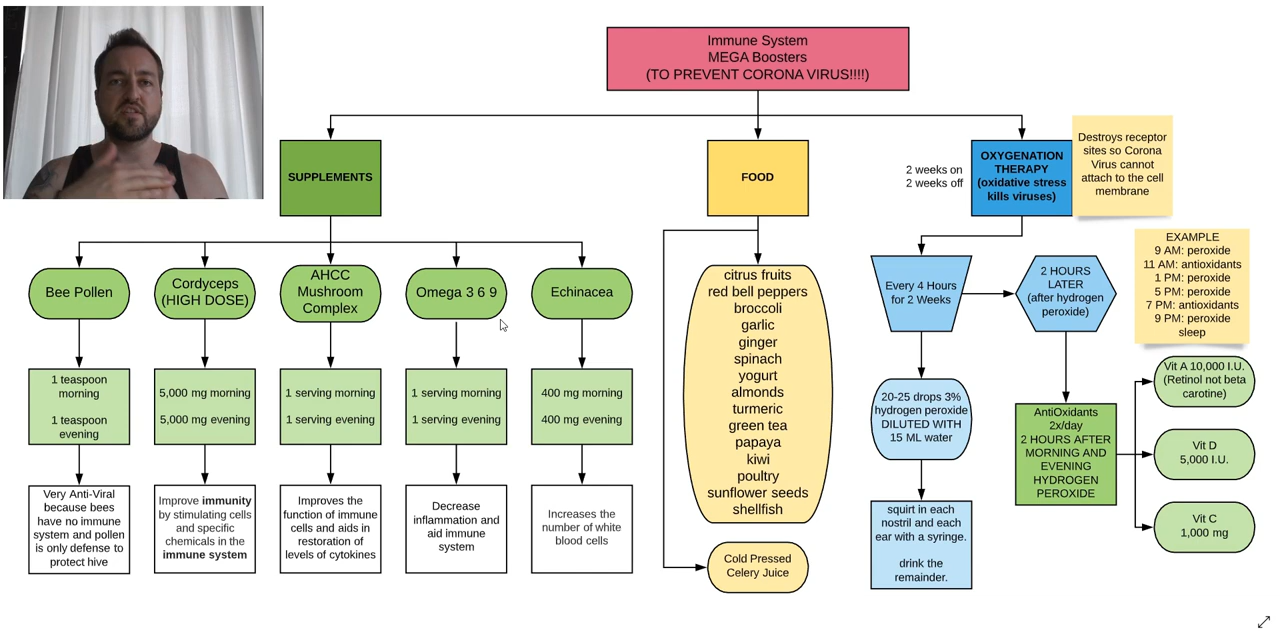 Immune System
MEGA Boosters
(TO PREVENT CORONA VIRUS!!!!)
SUPPLEMENTS
Bee Pollen
1 teaspoon
morning
1 teaspoon
evening
Very Anti-Viral
because bees
have no immune
system and pollen
is only defense to
protect hive
Cordyceps
(HIGH DOSE)
5,000 mg morning
5,000 mg evening
Improve immunity
by stimulating cells
and specific
chemicals in the
immune system
AHCC
Mushroom
Complex
1 serving morning
1 serving evening
Improves the
function of immune
cells and aids in
restoration of
levels of cytokines
Omega 3 6 9
1 serving morning
1 serving evening
Decrease
inflammation and
aid immune
system
Echinacea
400 mg morning
400 mg evening
Increases the
number of white
blood cells
FOOD
citrus fruits
red bell peppers
broccoli
garlic
ginger
spinach
yogurt
almonds
turmeric
green tea
papaya
kiwi
poultry
sunflower seeds
shellfish
Cold Pressed
Celery Juice
2 weeks on
2 weeks off
OXYGENATION
THERAPY
(oxidative stress
kills viruses)
Destroys receptor
sites so Corona
Virus cannot
attach to the cell
membrane
Every 4 Hours
for 2 Weeks
20-25 drops 3%
hydrogen peroxide
DILUTED WITH
15 ML water
squirt in each
nostril and each
ear with a syringe.
drink the
remainder.
2 HOURS
LATER
(after hydrogen
peroxide)
EXAMPLE
9 AM: peroxide
11 AM: antioxidants
1 PM: peroxide
5 PM: peroxide
7 PM: antioxidants
9 PM: peroxide
sleep
AntiOxidants
2x/day
2 HOURS AFTER
MORNING AND
EVENING
HYDROGEN
PEROXIDE
Vit A 10,000 I.U.
(Retinol not beta
carotine)
Vit D
5,000 I.U.
Vit C
1,000 mg